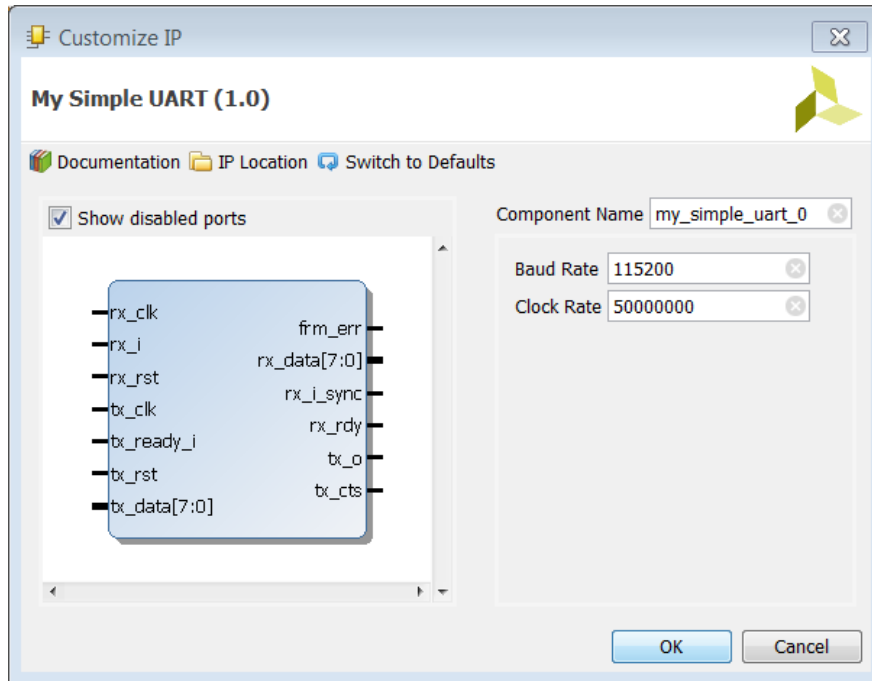 Customize IP
My Simple UART (1.0)
Documentation IP Location Switch to Defaults
Show disabled ports
rx_clk
rx_i
rx_rst
tx_clk
tx_ready_i
tx_rst
tx_data[7:0]
frm_err
rx_data[7:0]
rx_i_sync
rx_rdy
tx_o
tx_cts
Component Name my_simple_uart_0
Baud Rate 115200
Clock Rate 50000000
OK Cancel